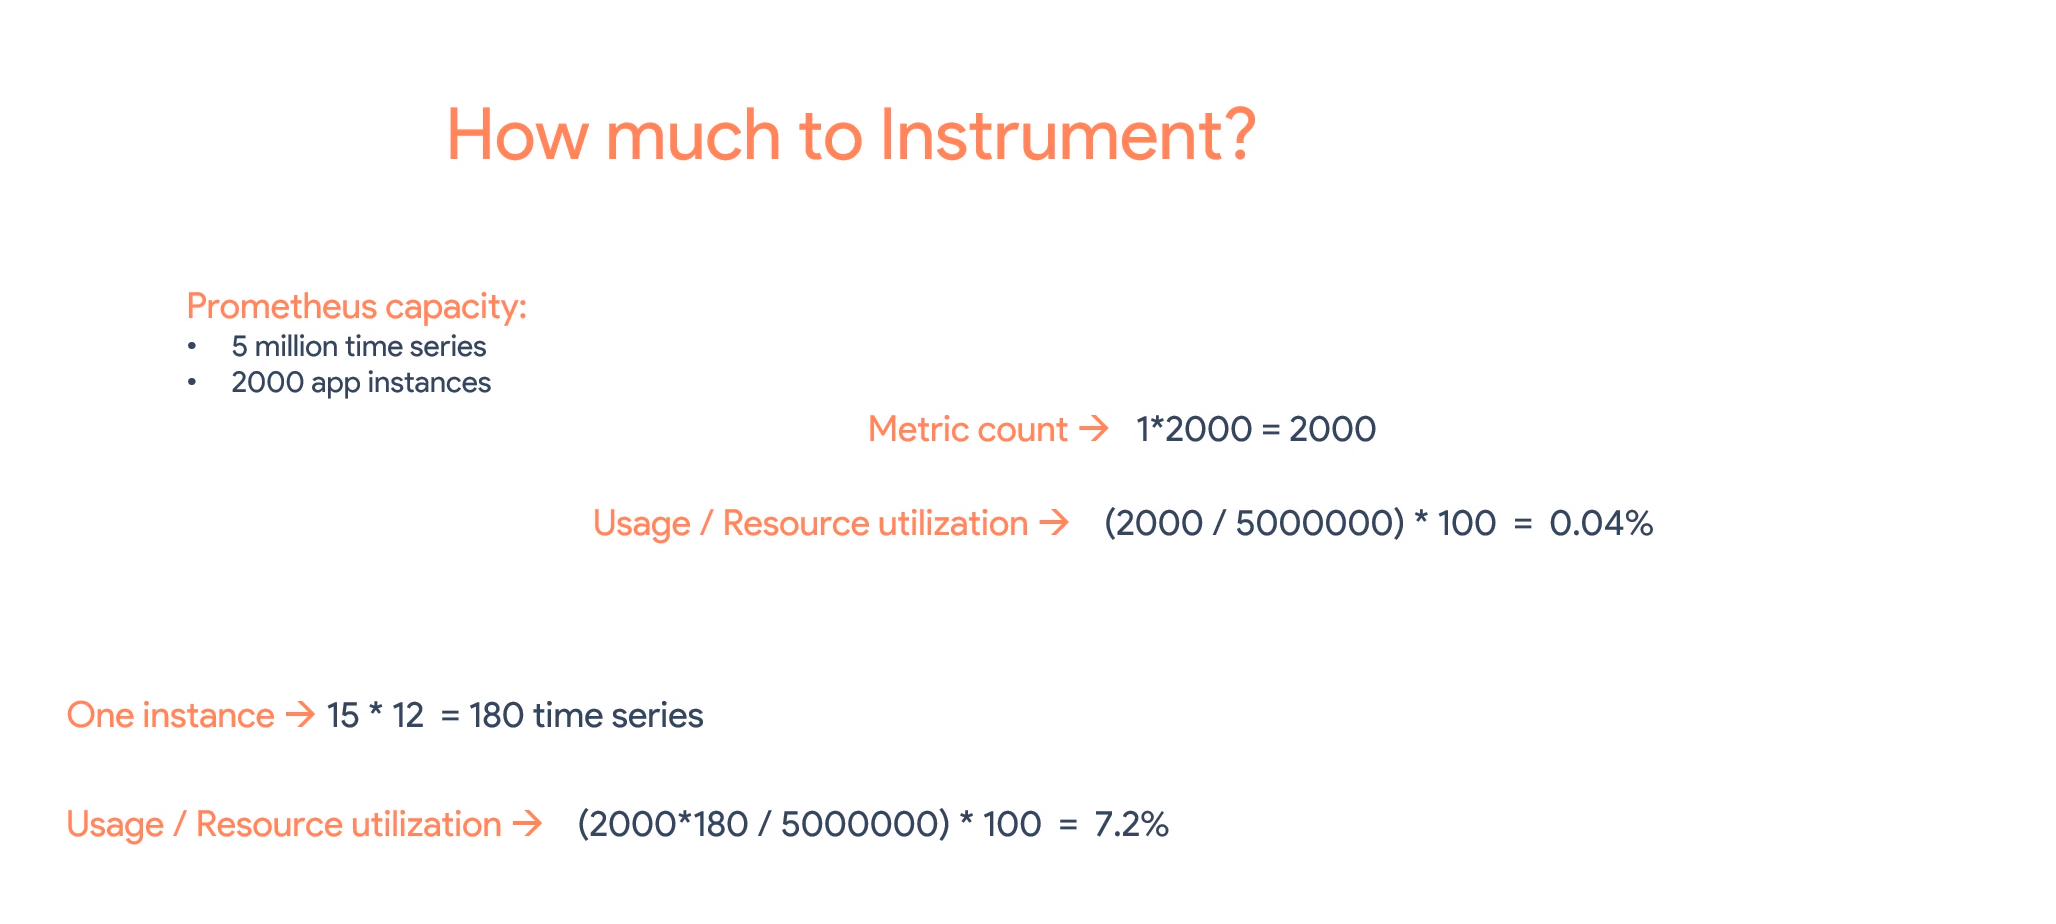 How much to Instrument?
Prometheus capacity:
• 5 million time series
• 2000 app instances
Metric count → 1*2000 = 2000
Usage / Resource utilization → (2000 / 5000000) * 100 = 0.04%
One instance → 15 * 12 = 180 time series
Usage / Resource utilization → (2000*180 / 5000000) * 100 = 7.2%